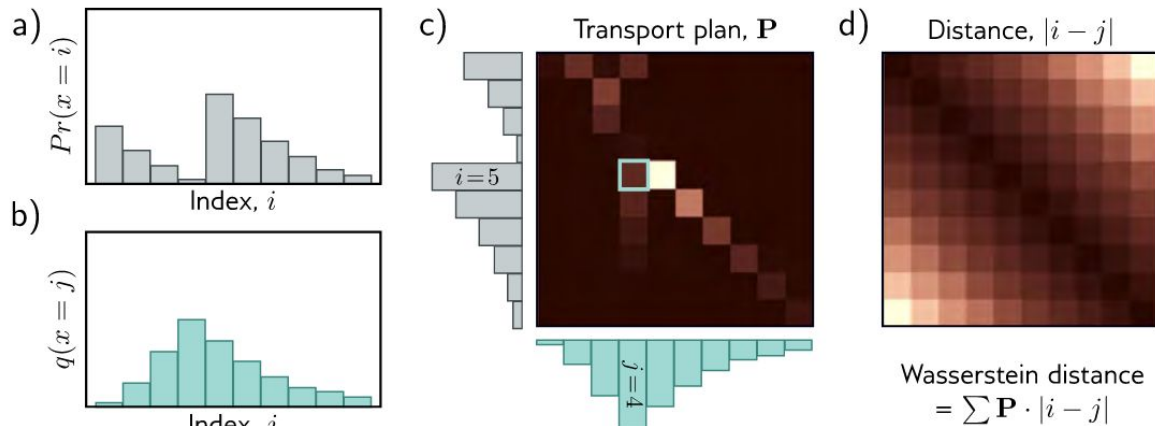 a)
Pr(x = i)
Index, i
b)
q(x = j)
Index, j
c)
Transport plan, P
i=5
j=4
d)
Distance, |i − j|
Wasserstein distance
= ∑ P · |i − j|